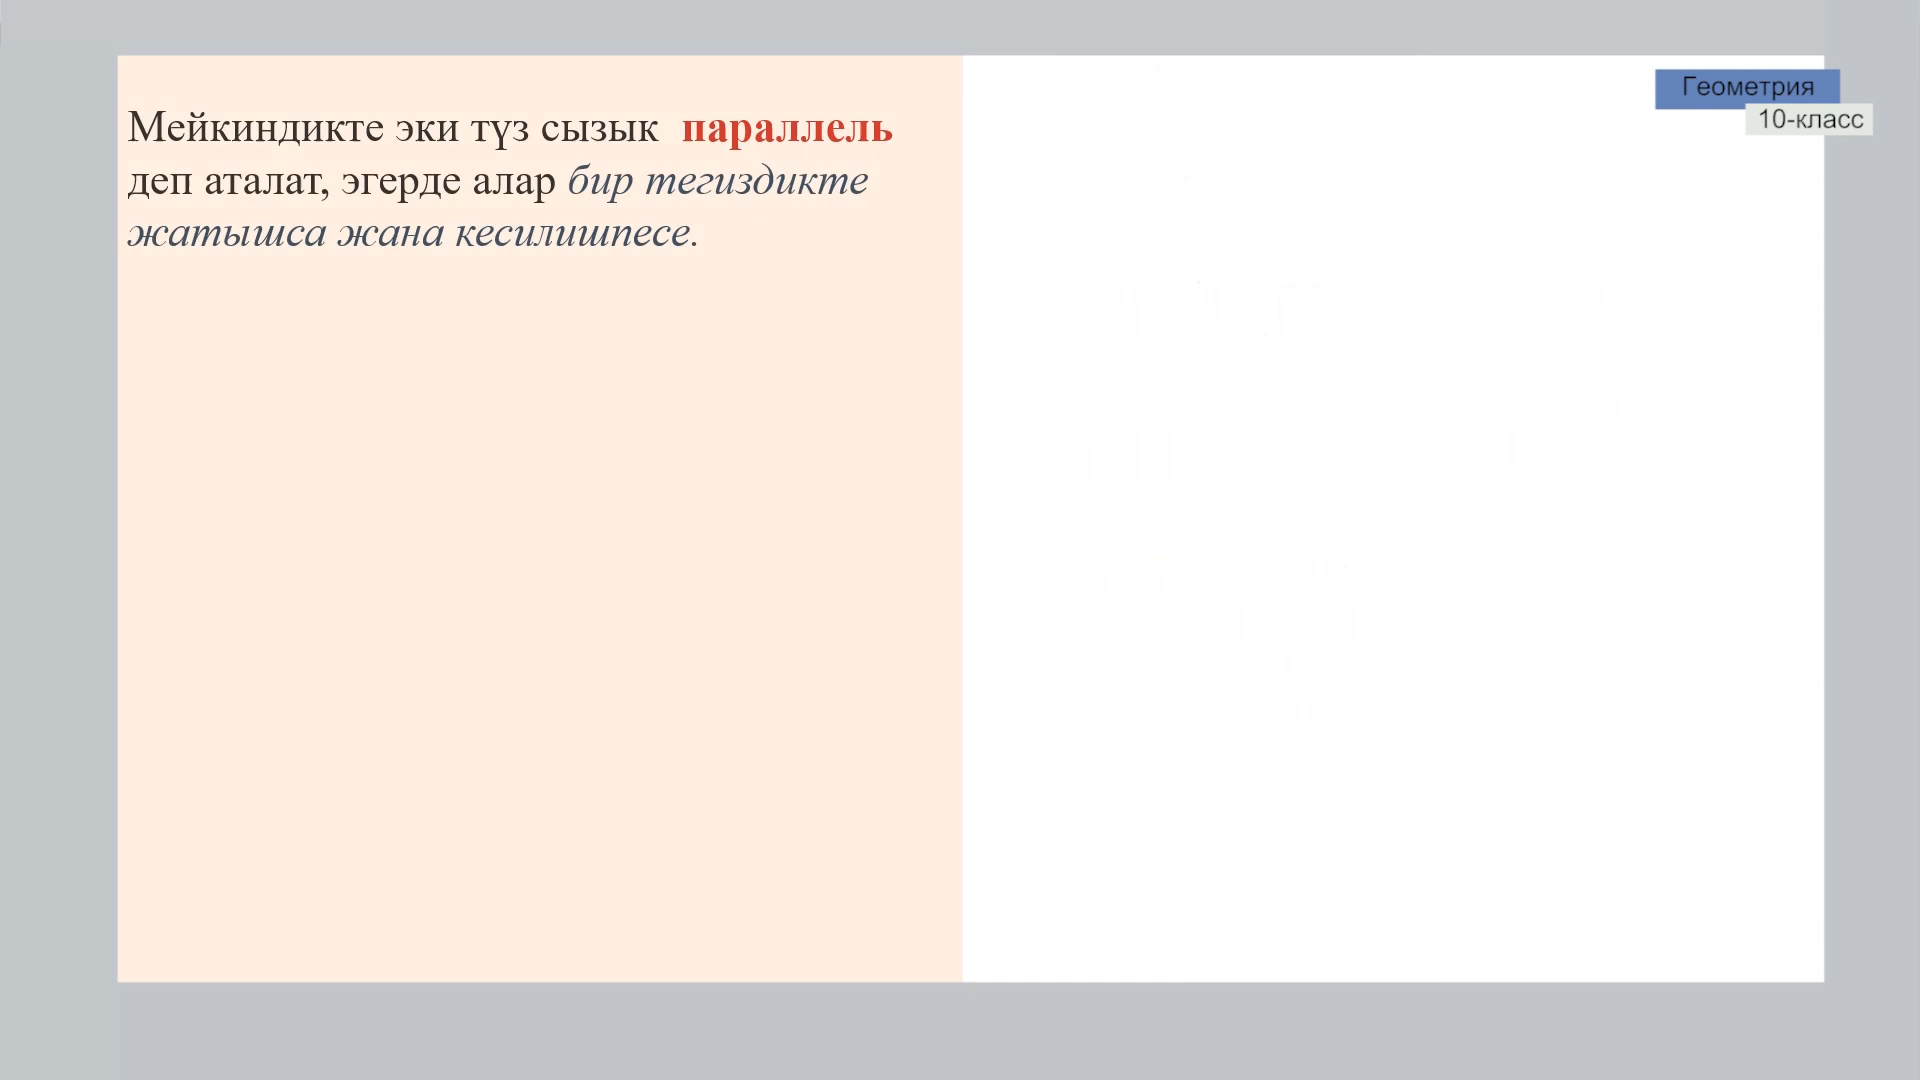 Геометрия
10-класс
Мейкиндикте эки түз сызык параллель
деп аталат, эгерде алар бир тегиздикте
жатышса жана кесилишпесе.